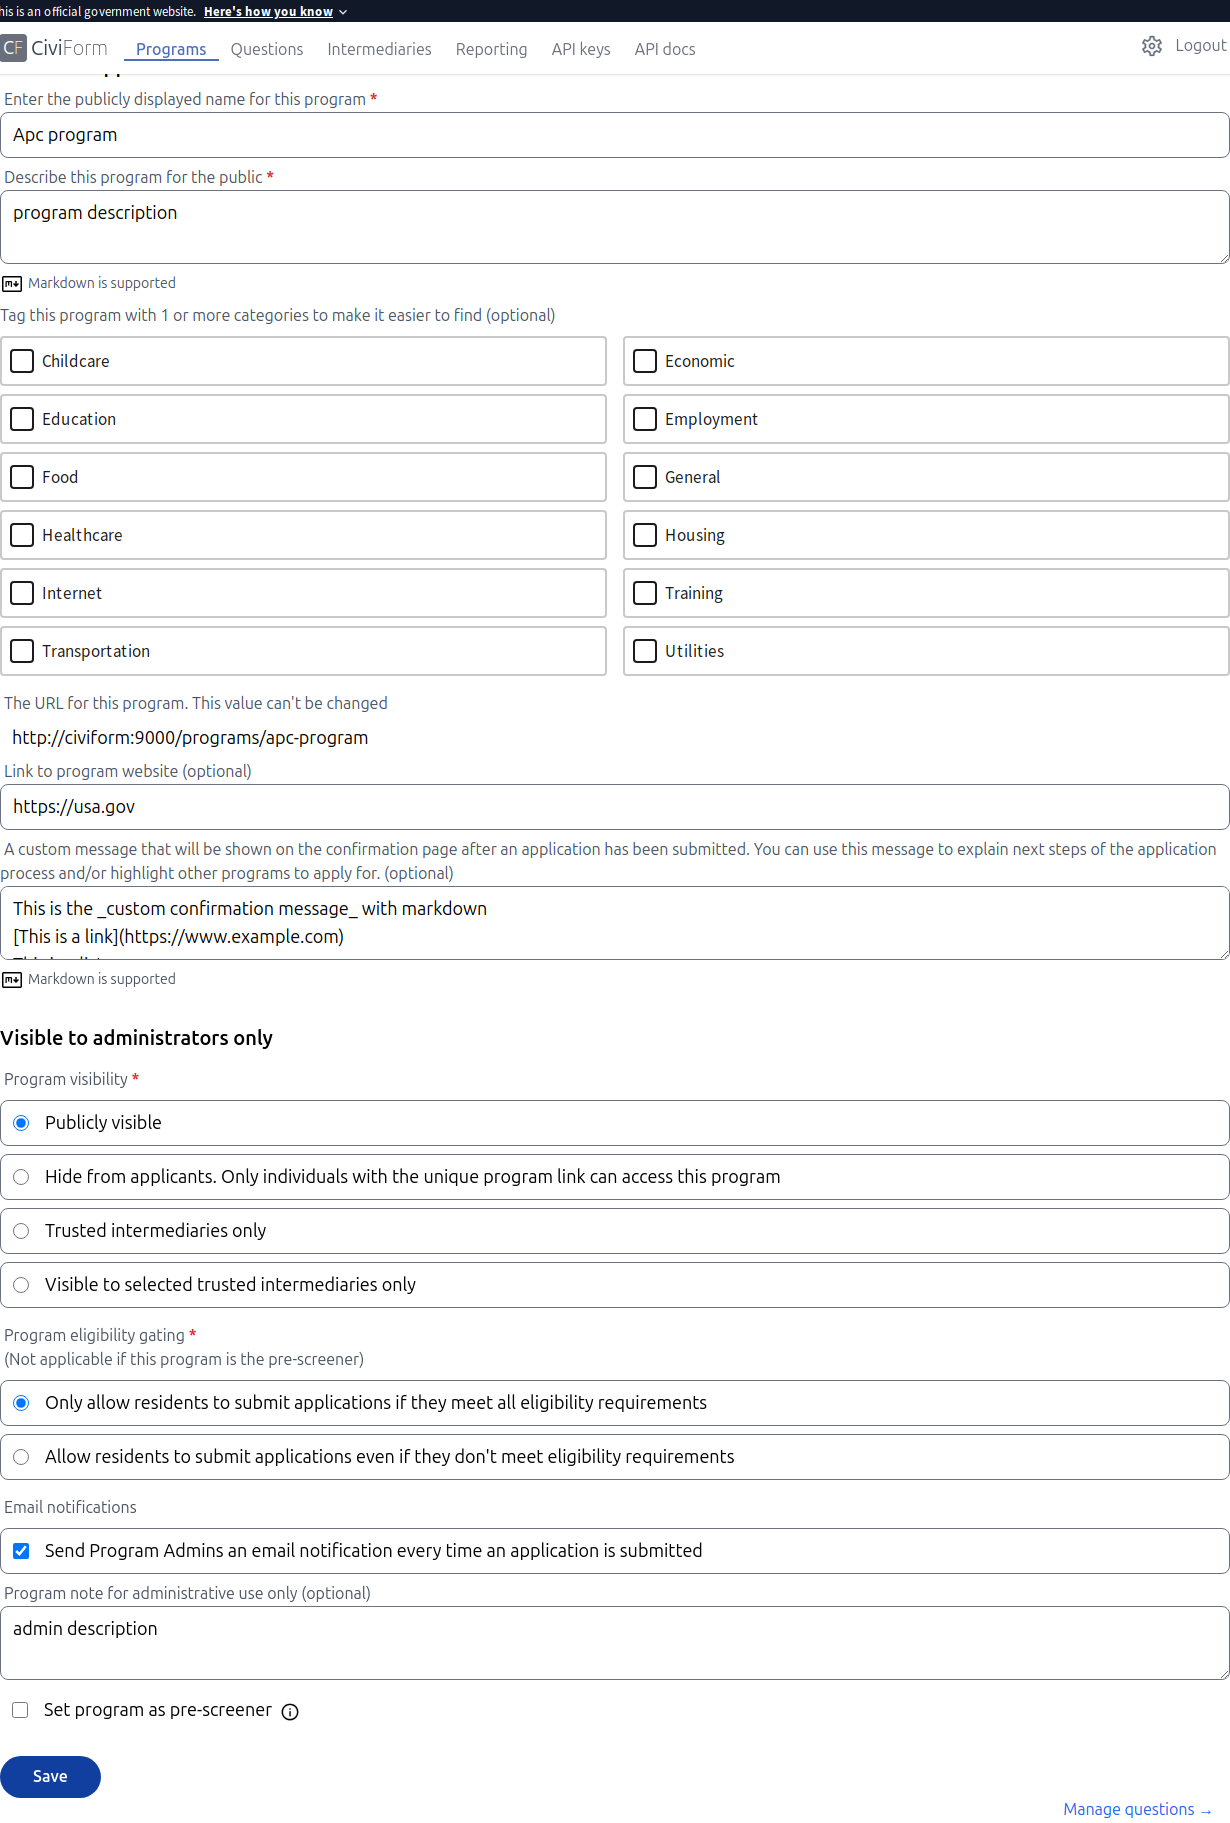 his is an official government website. Here's how you know
CF CiviForm Programs Questions Intermediaries Reporting API keys API docs Logout
Enter the publicly displayed name for this program *
Apc program
Describe this program for the public *
program description
Markdown is supported
Tag this program with 1 or more categories to make it easier to find (optional)
Childcare Economic
Education Employment
Food General
Healthcare Housing
Internet Training
Transportation Utilities
The URL for this program. This value can't be changed
http://civiform:9000/programs/apc-program
Link to program website (optional)
https://usa.gov
A custom message that will be shown on the confirmation page after an application has been submitted. You can use this message to explain next steps of the application
process and/or highlight other programs to apply for. (optional)
This is the _custom confirmation message_ with markdown
[This is a link](https://www.example.com)
Markdown is supported
Visible to administrators only
Program visibility *
Publicly visible
Hide from applicants. Only individuals with the unique program link can access this program
Trusted intermediaries only
Visible to selected trusted intermediaries only
Program eligibility gating *
(Not applicable if this program is the pre-screener)
Only allow residents to submit applications if they meet all eligibility requirements
Allow residents to submit applications even if they don't meet eligibility requirements
Email notifications
Send Program Admins an email notification every time an application is submitted
Program note for administrative use only (optional)
admin description
Set program as pre-screener
Save
Manage questions →